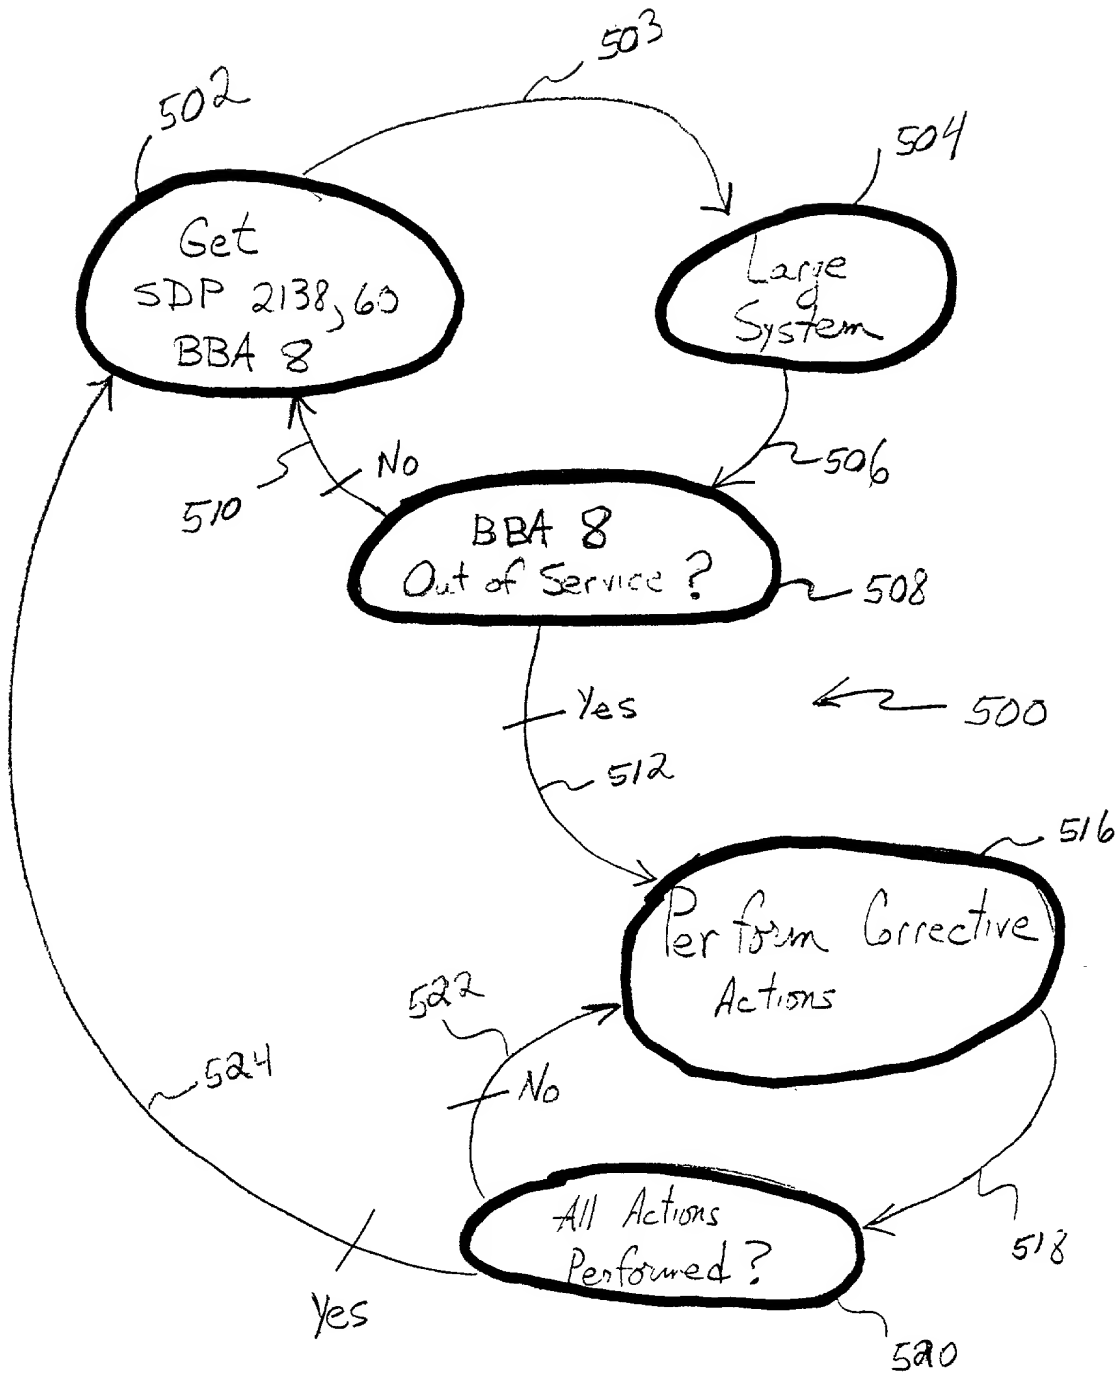 503
502
504
Get
SDP 2138,60
BBA 8
Large
System
No
506
510
BBA 8
Out of Service?
508
Yes
500
512
516
Perform Corrective
Actions
522
524
No
All Actions
Performed?
518
Yes
520